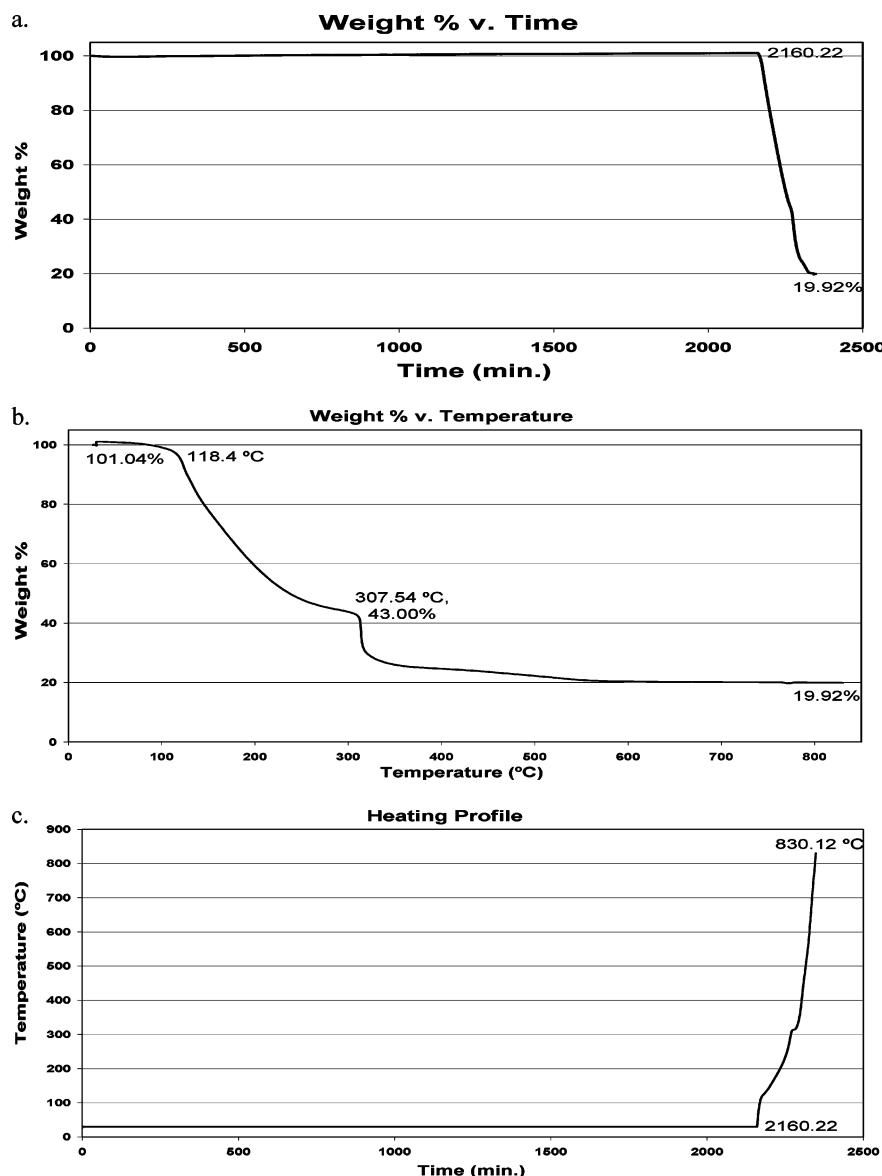 a.
Weight % v. Time
100
80
60
40
20
0
Weight %
2160.22
19.92%
0 500 1000 1500 2000 2500
Time (min.)
b.
Weight % v. Temperature
100
80
60
40
20
0
Weight %
101.04%
118.4 ºC
307.54 ºC,
43.00%
19.92%
0 100 200 300 400 500 600 700 800
Temperature (ºC)
c.
Heating Profile
900
800
700
600
500
400
300
200
100
0
Temperature (ºC)
830.12 ºC
2160.22
0 500 1000 1500 2000 2500
Time (min.)